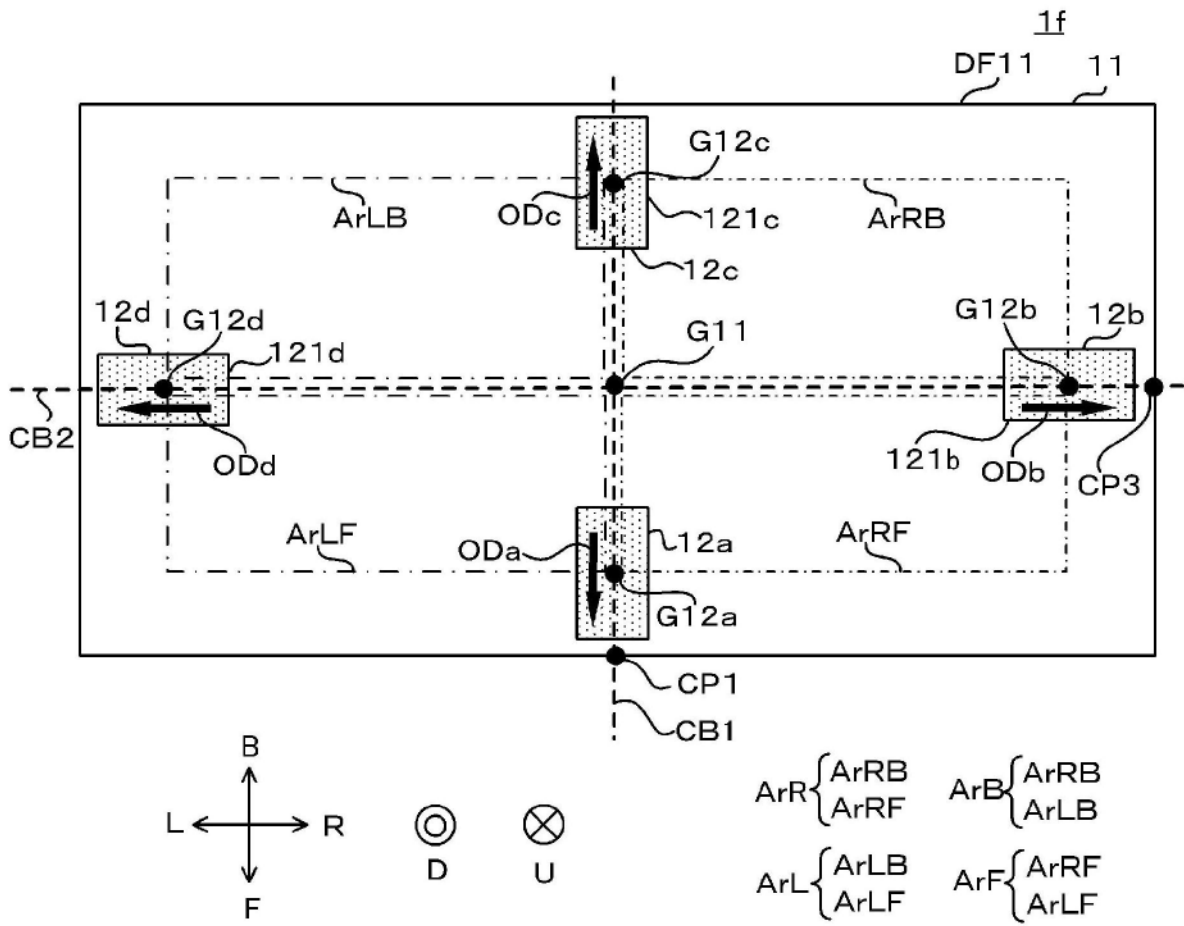 1f
DF11 11
G12c
ArLB ODc 121c ArRB
12c
12d G12d G11 G12b 12b
121d
CB2 ODd 121b ODb CP3
ArLF ODa 12a ArRF
G12a
CP1
CB1
B
L R D U
F
ArR { ArRB ArRF
ArB { ArRB ArLB
ArL { ArLB ArLF
ArF { ArRF ArLF